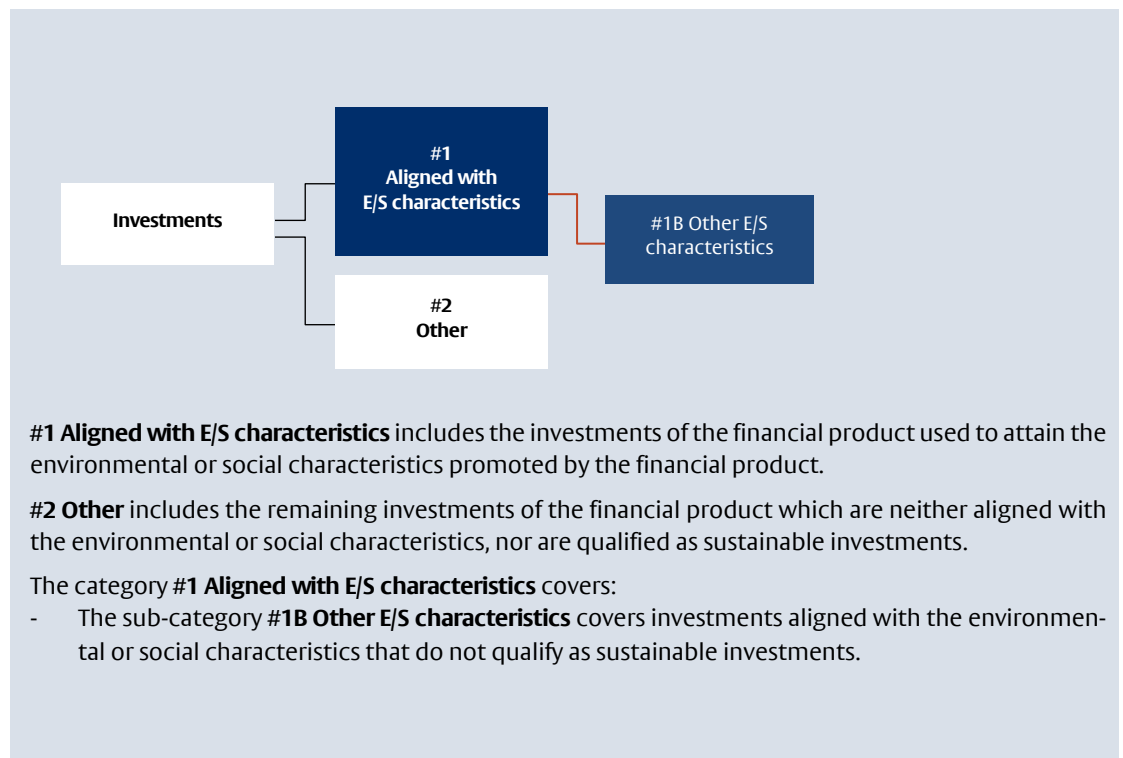 #1
Aligned with
E/S characteristics
Investments
#1B Other E/S
characteristics
#2
Other
#1 Aligned with E/S characteristics includes the investments of the financial product used to attain the
environmental or social characteristics promoted by the financial product.
#2 Other includes the remaining investments of the financial product which are neither aligned with
the environmental or social characteristics, nor are qualified as sustainable investments.
The category #1 Aligned with E/S characteristics covers:
- The sub-category #1B Other E/S characteristics covers investments aligned with the environmen-
tal or social characteristics that do not qualify as sustainable investments.